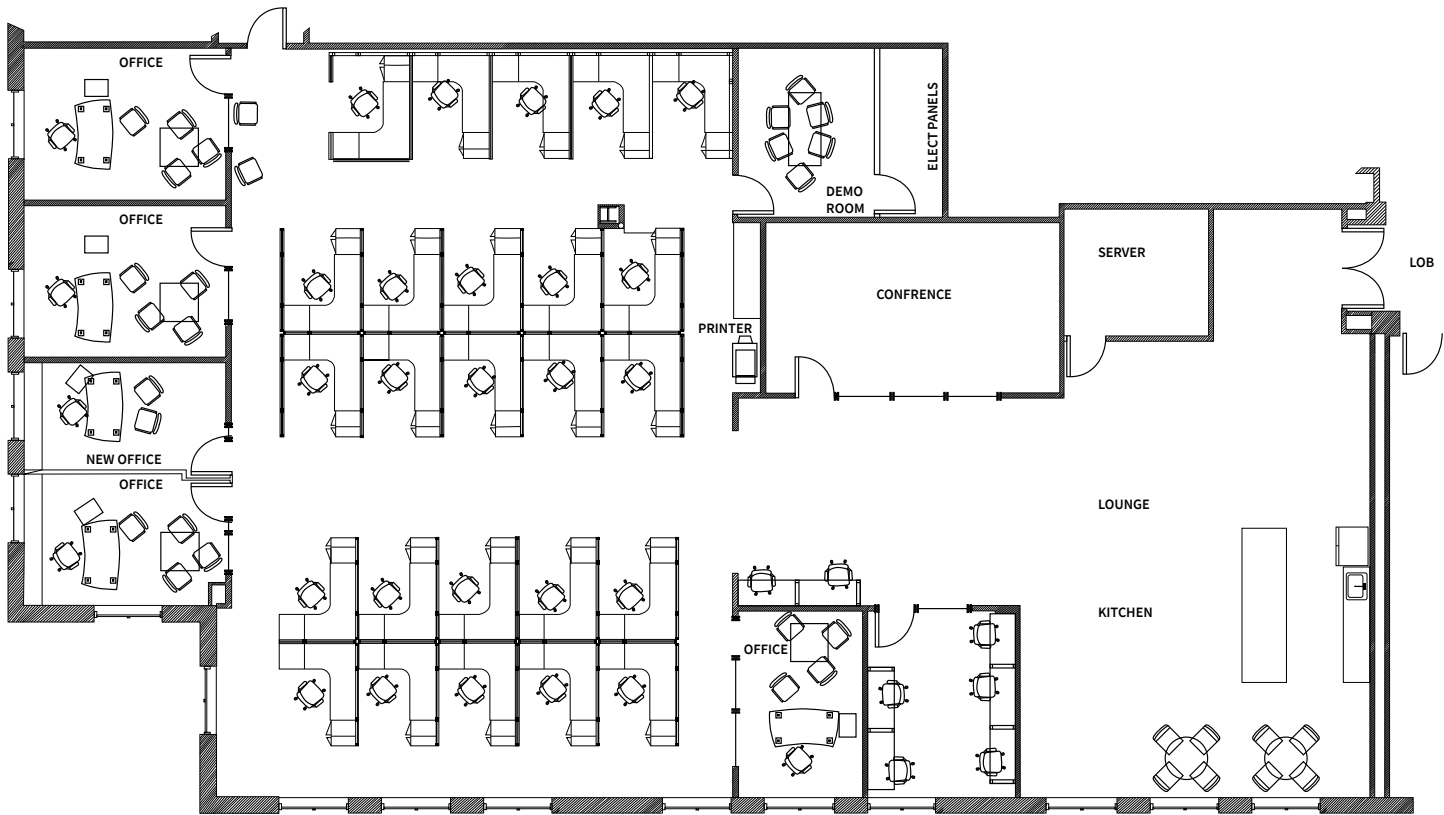 OFFICE
ELECT PANELS
DEMO
ROOM
OFFICE
SERVER
LOB
CONFRENCE
PRINTER
NEW OFFICE
OFFICE
LOUNGE
KITCHEN
OFFICE